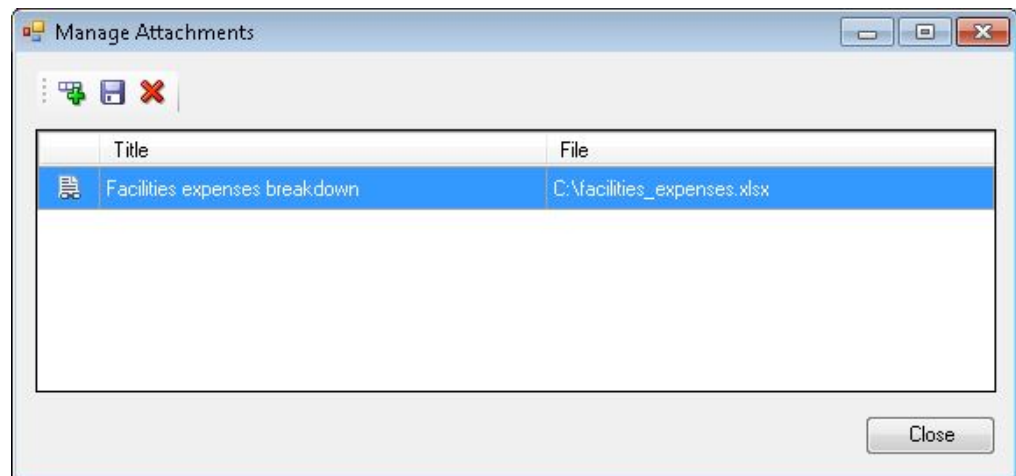 Manage Attachments
Title File
Facilities expenses breakdown C:\facilities_expenses.xlsx
Close